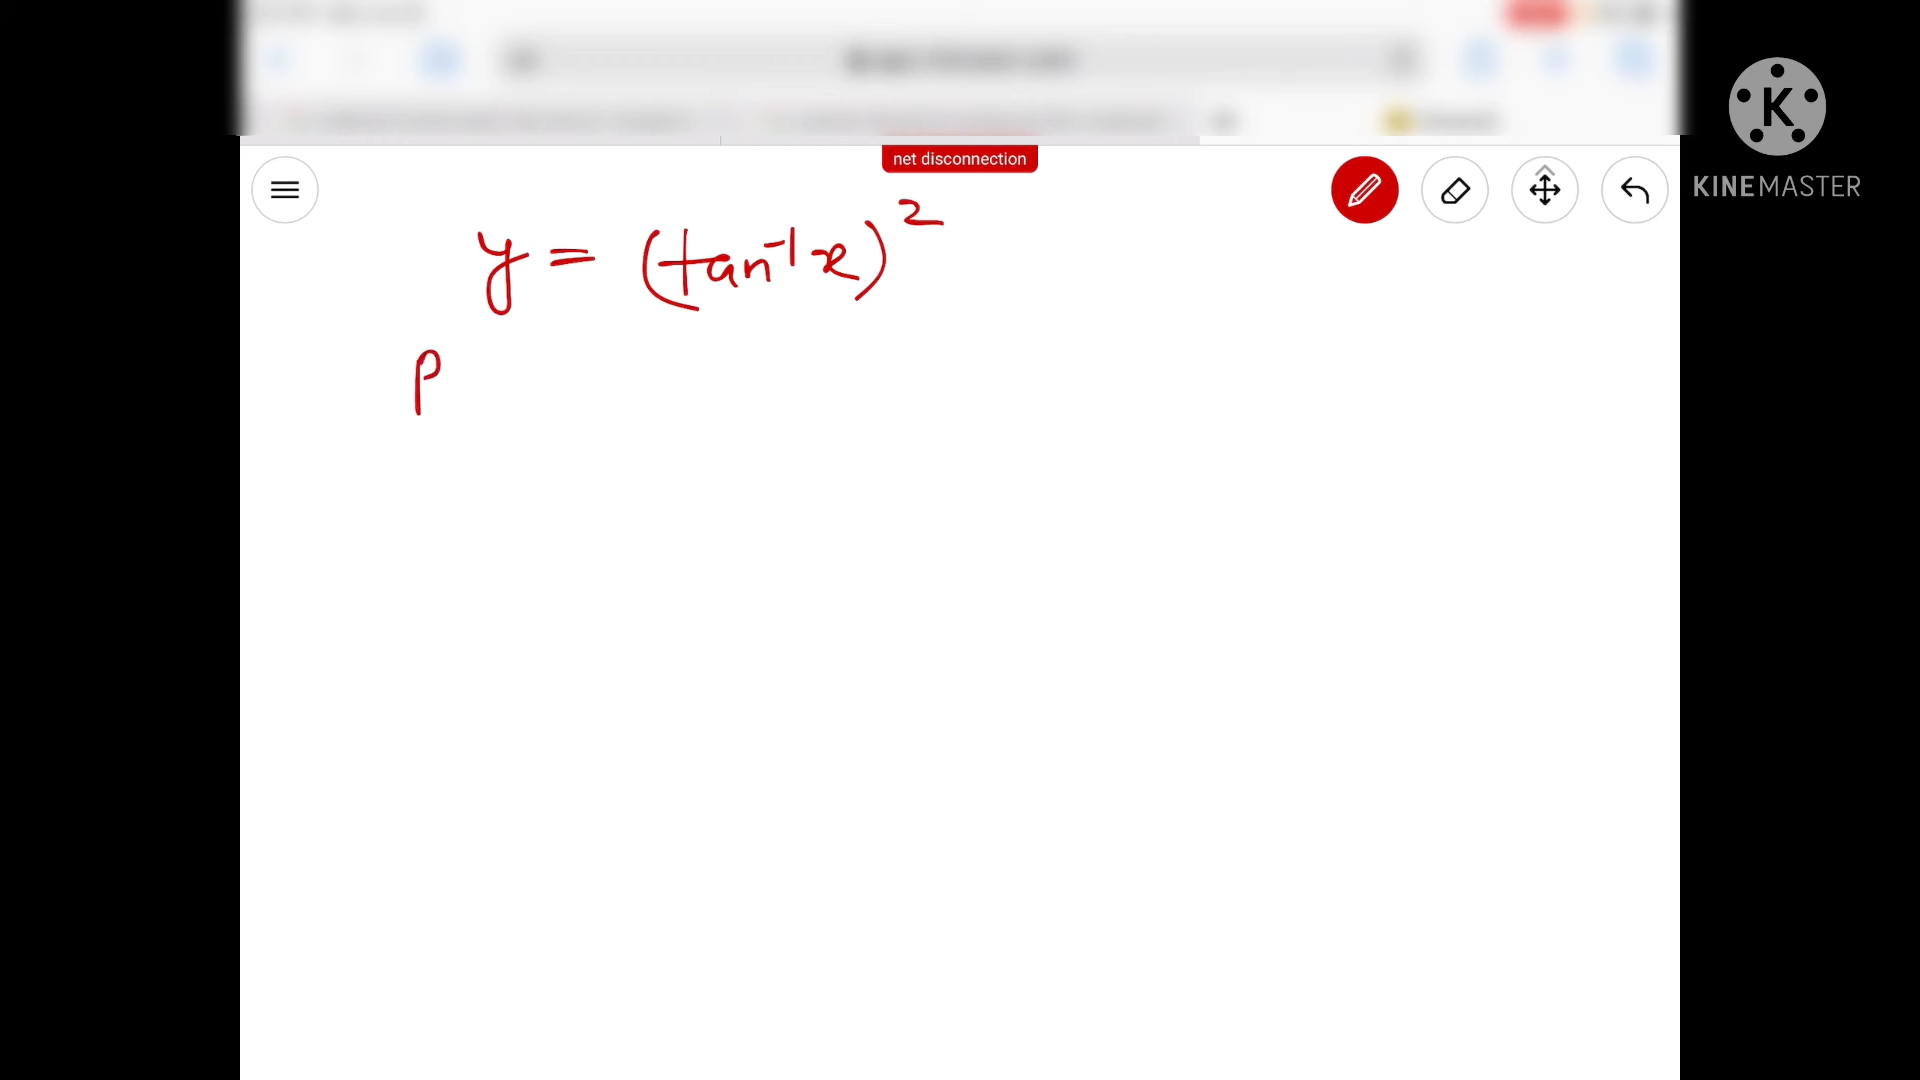 net disconnection
K
KINEMASTER
y = (tan⁻¹x)²
P